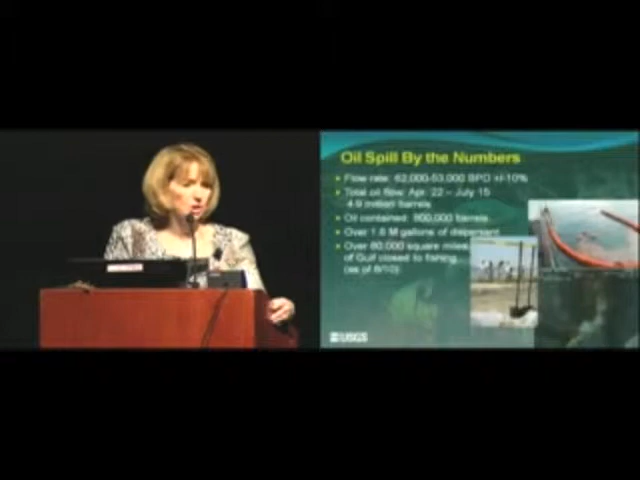 Oil Spill By the Numbers
Flow rate: 62,000-53,000 BPD +/-10%
Total oil flow: Apr. 22 – July 15
4.9 million barrels
Oil contained: 800,000 barrels
Over 1.8 M gallons of dispersant
Over 80,000 square miles
of Gulf closed to fishing
(as of 8/10)
USGS